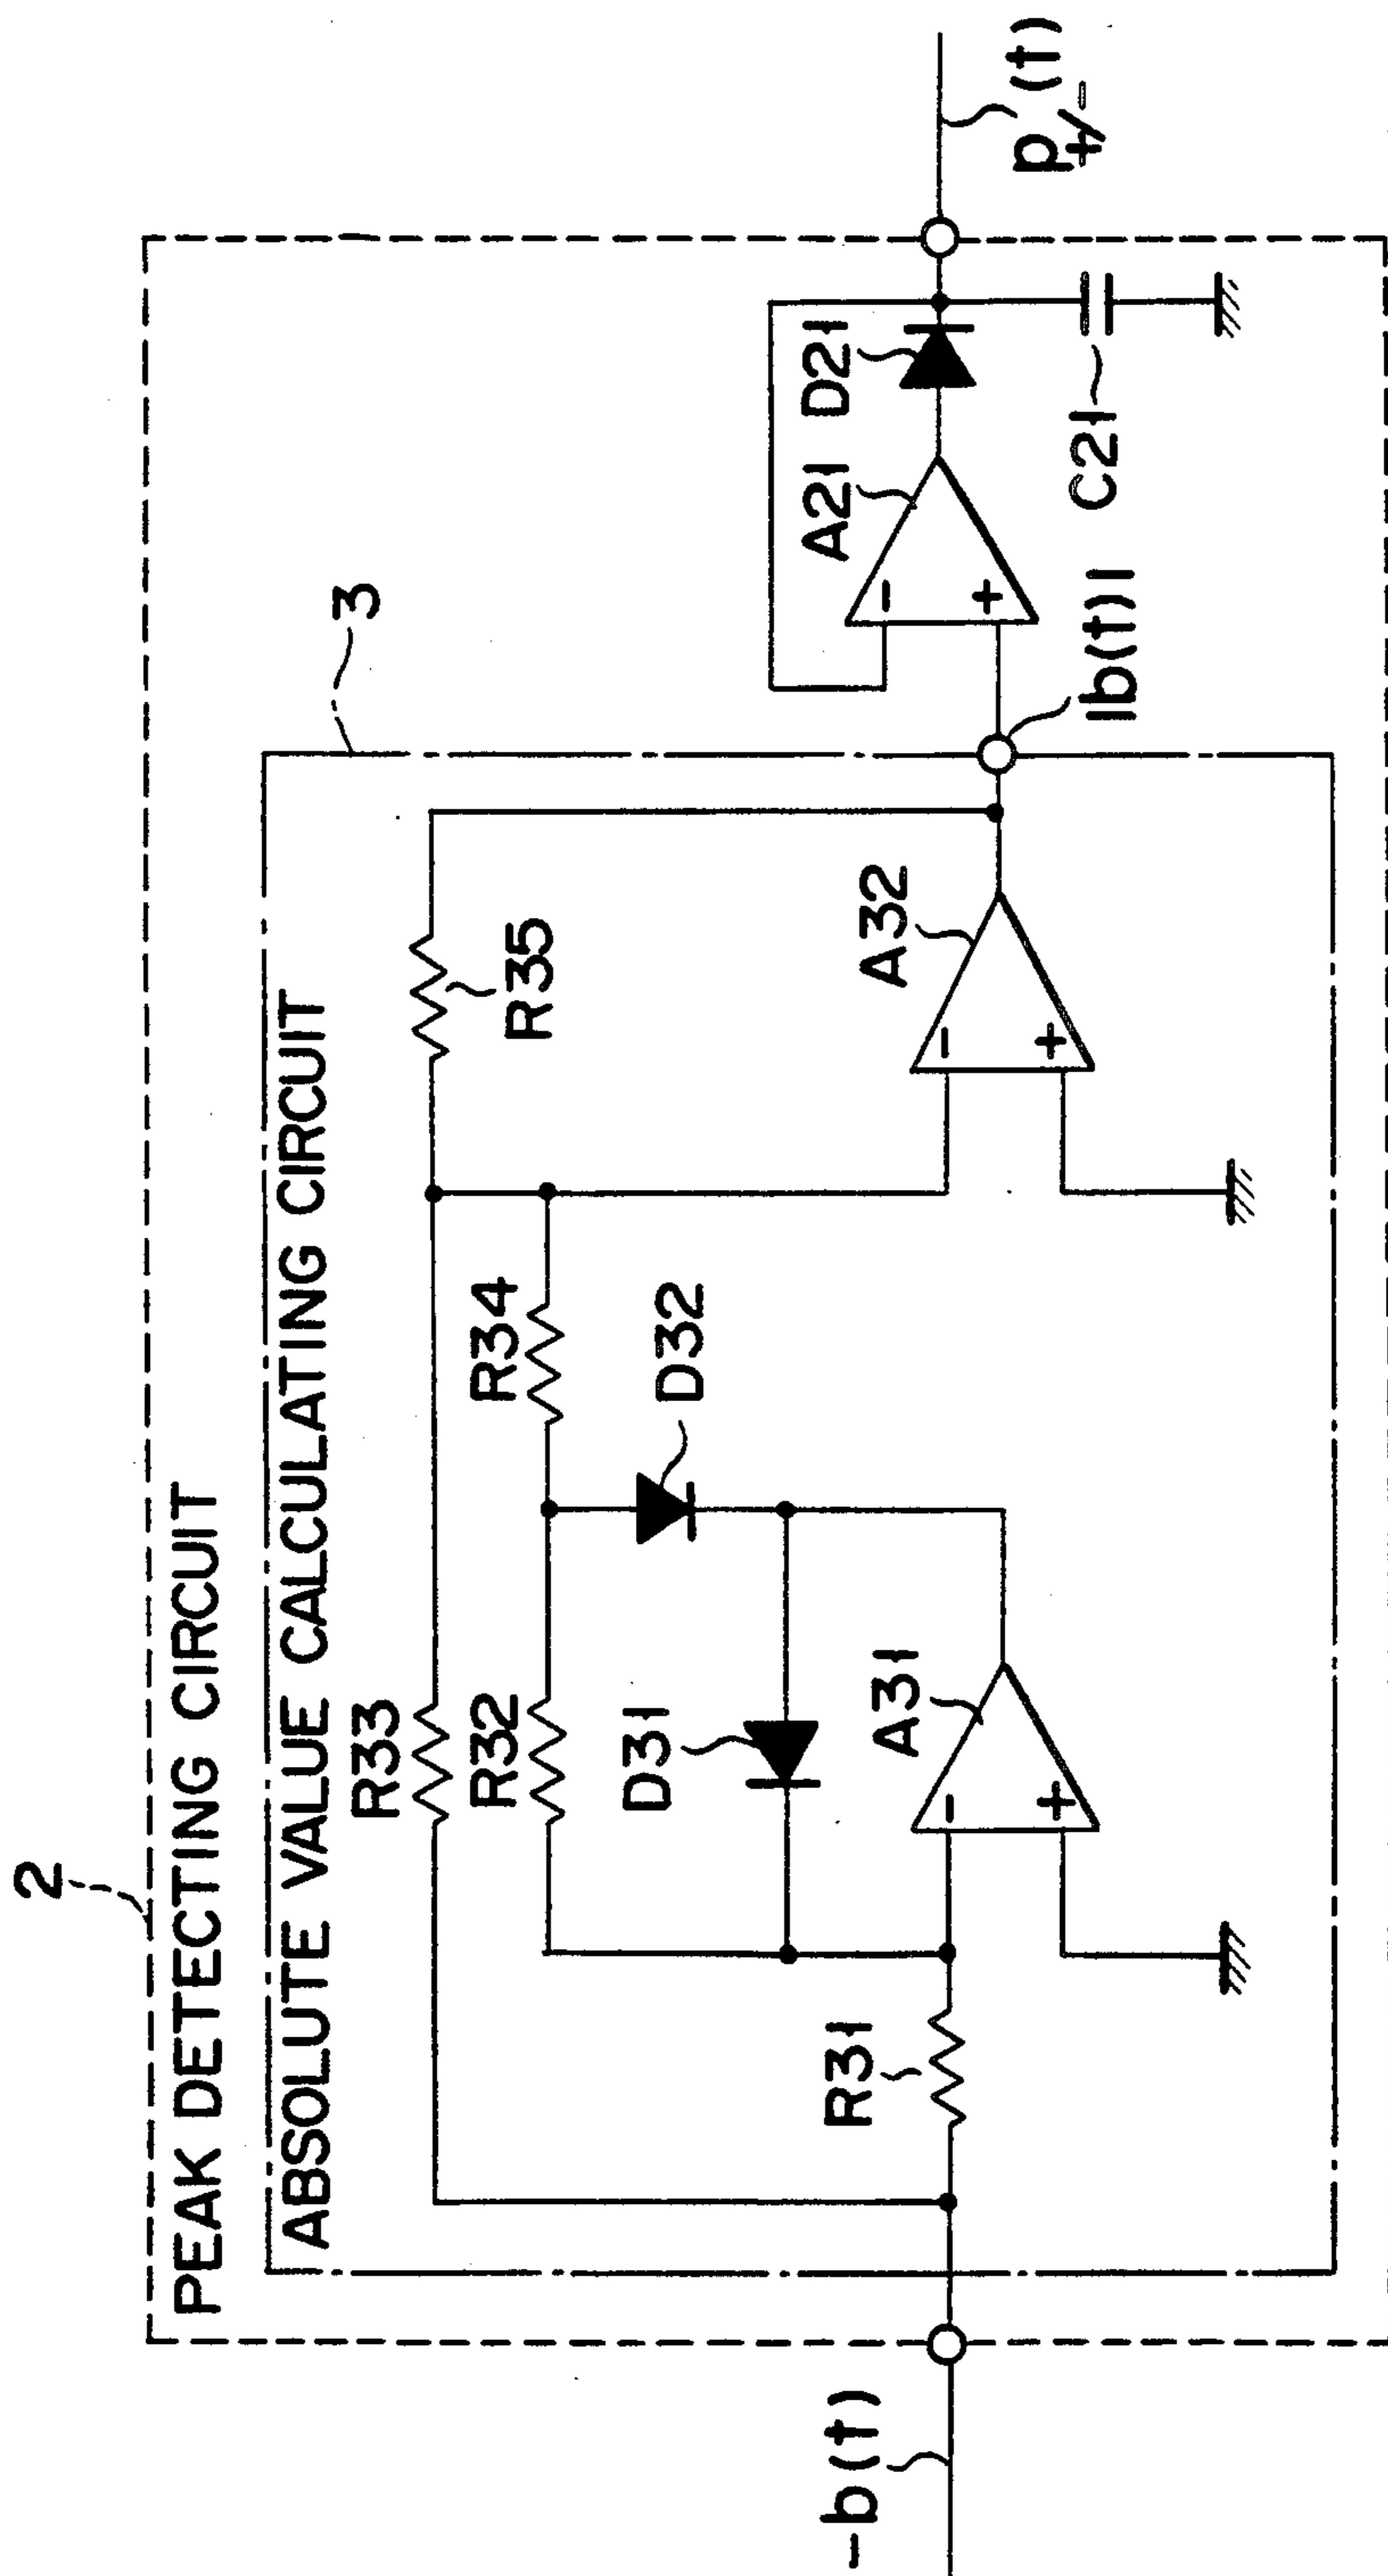 2
PEAK DETECTING CIRCUIT
3
ABSOLUTE VALUE CALCULATING CIRCUIT
R33
R35
R32
R34
D31
D32
R31
A31
A32
A21
D21
- +
- +
- +
-b(t)
|b(t)|
C21
p+/-(t)